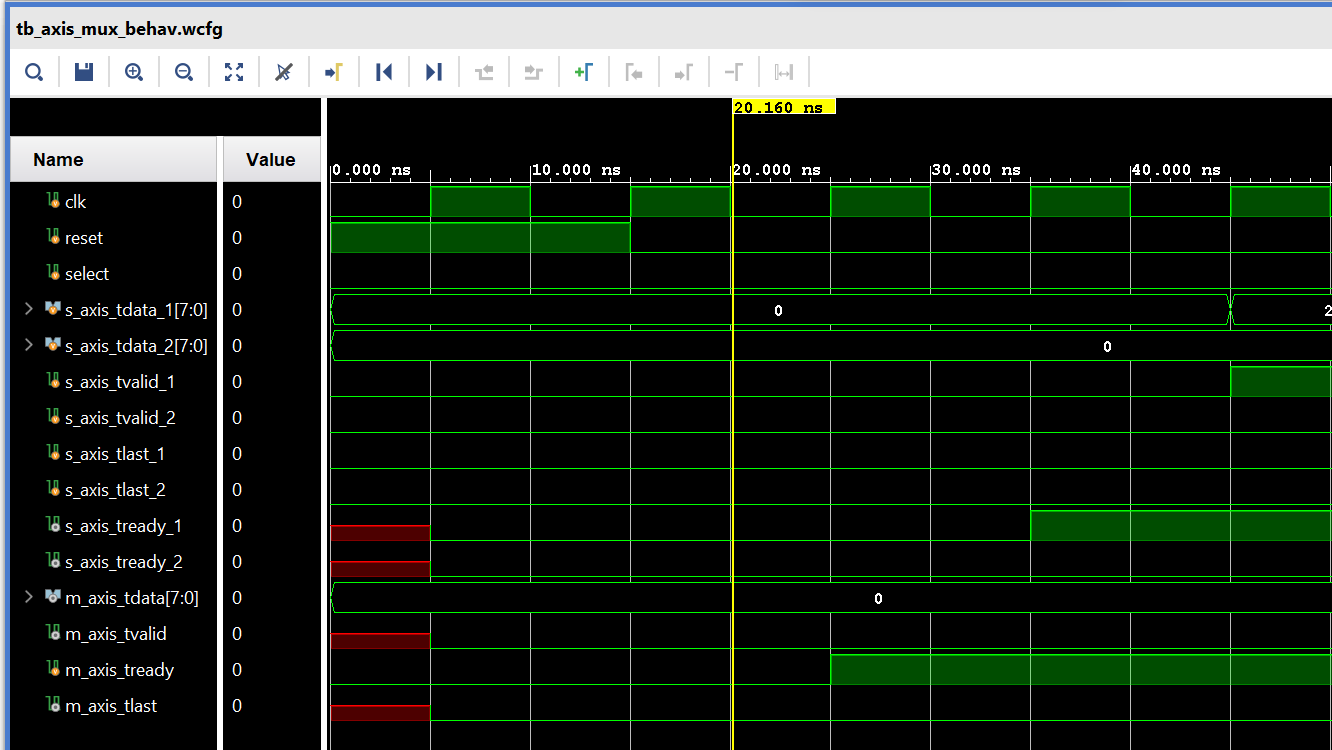 tb_axis_mux_behav.wcfg
20.160 ns
Name Value
0.000 ns 10.000 ns 20.000 ns 30.000 ns 40.000 ns
clk 0
reset 0
select 0
s_axis_tdata_1[7:0] 0 0 2
s_axis_tdata_2[7:0] 0 0
s_axis_tvalid_1 0
s_axis_tvalid_2 0
s_axis_tlast_1 0
s_axis_tlast_2 0
s_axis_tready_1 0
s_axis_tready_2 0
m_axis_tdata[7:0] 0 0
m_axis_tvalid 0
m_axis_tready 0
m_axis_tlast 0